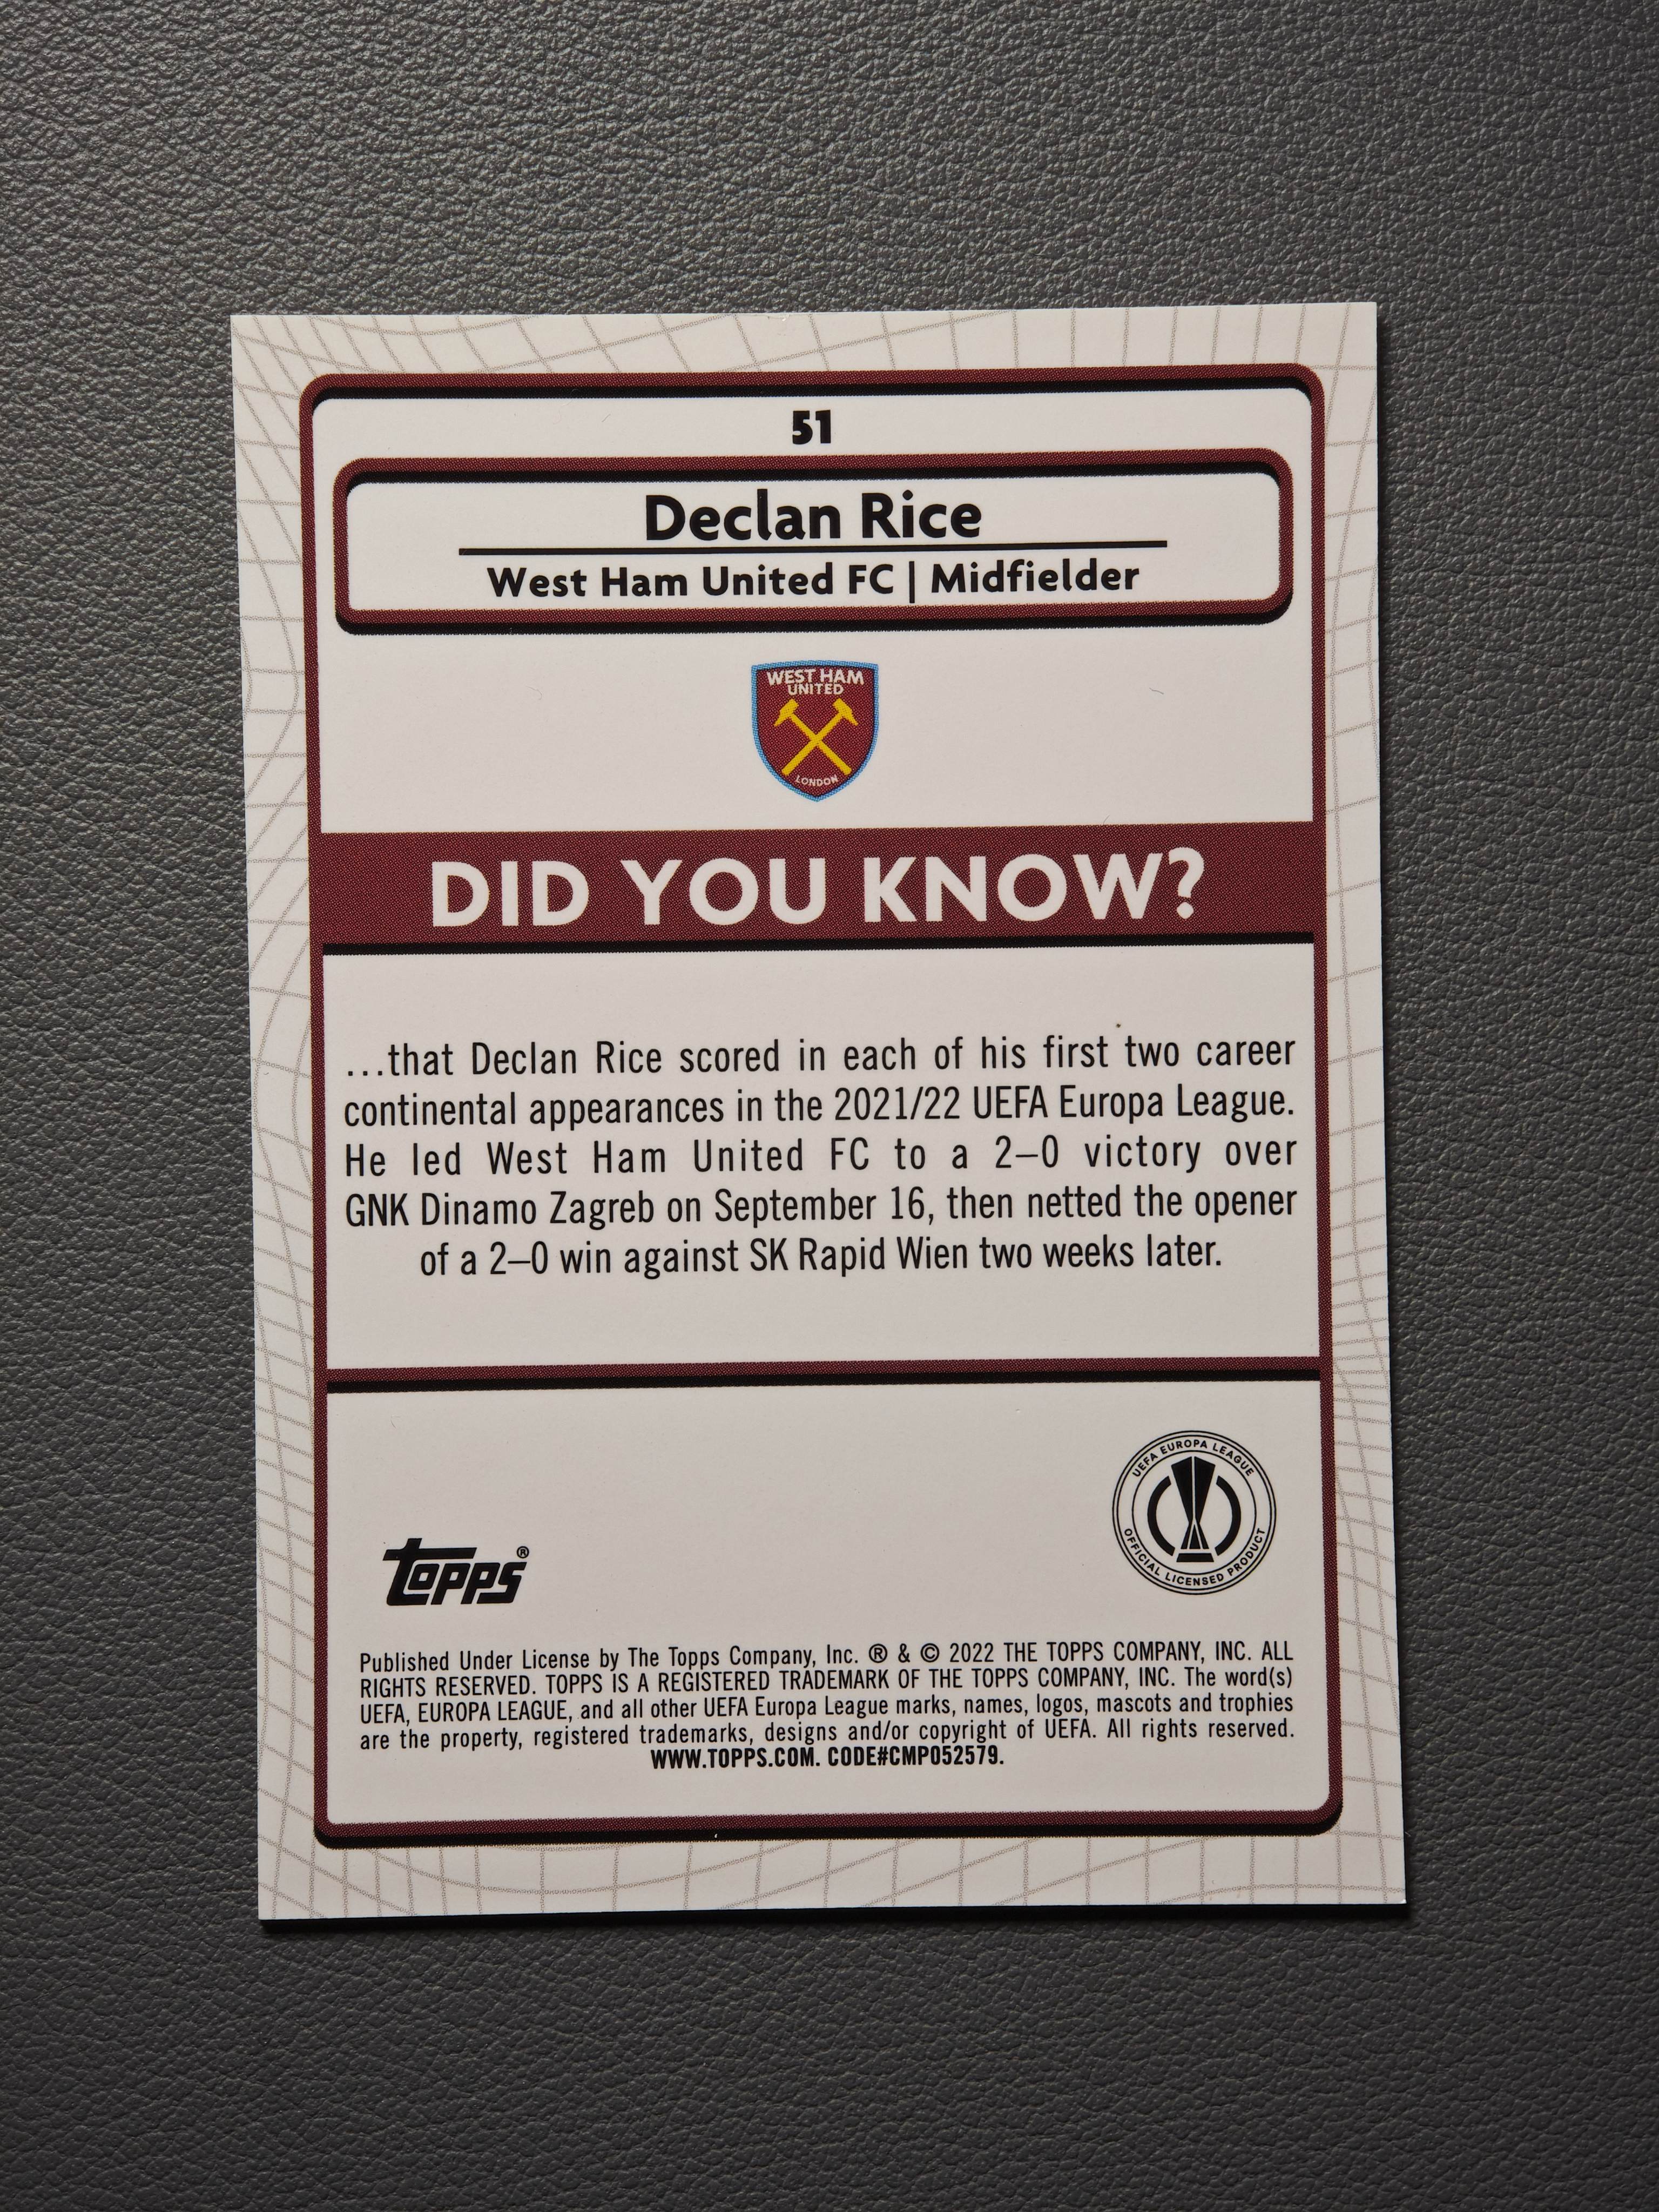 51
Declan Rice
West Ham United FC | Midfielder
WEST HAM
UNITED
LONDON
DID YOU KNOW?
...that Declan Rice scored in each of his first two career
continental appearances in the 2021/22 UEFA Europa League.
He led West Ham United FC to a 2–0 victory over
GNK Dinamo Zagreb on September 16, then netted the opener
of a 2–0 win against SK Rapid Wien two weeks later.
UEFA EUROPA LEAGUE
OFFICIAL LICENSED PRODUCT
topps®
Published Under License by The Topps Company, Inc. ® & © 2022 THE TOPPS COMPANY, INC. ALL
RIGHTS RESERVED. TOPPS IS A REGISTERED TRADEMARK OF THE TOPPS COMPANY, INC. The word(s)
UEFA, EUROPA LEAGUE, and all other UEFA Europa League marks, names, logos, mascots and trophies
are the property, registered trademarks, designs and/or copyright of UEFA. All rights reserved.
WWW.TOPPS.COM. CODE#CMP052579.